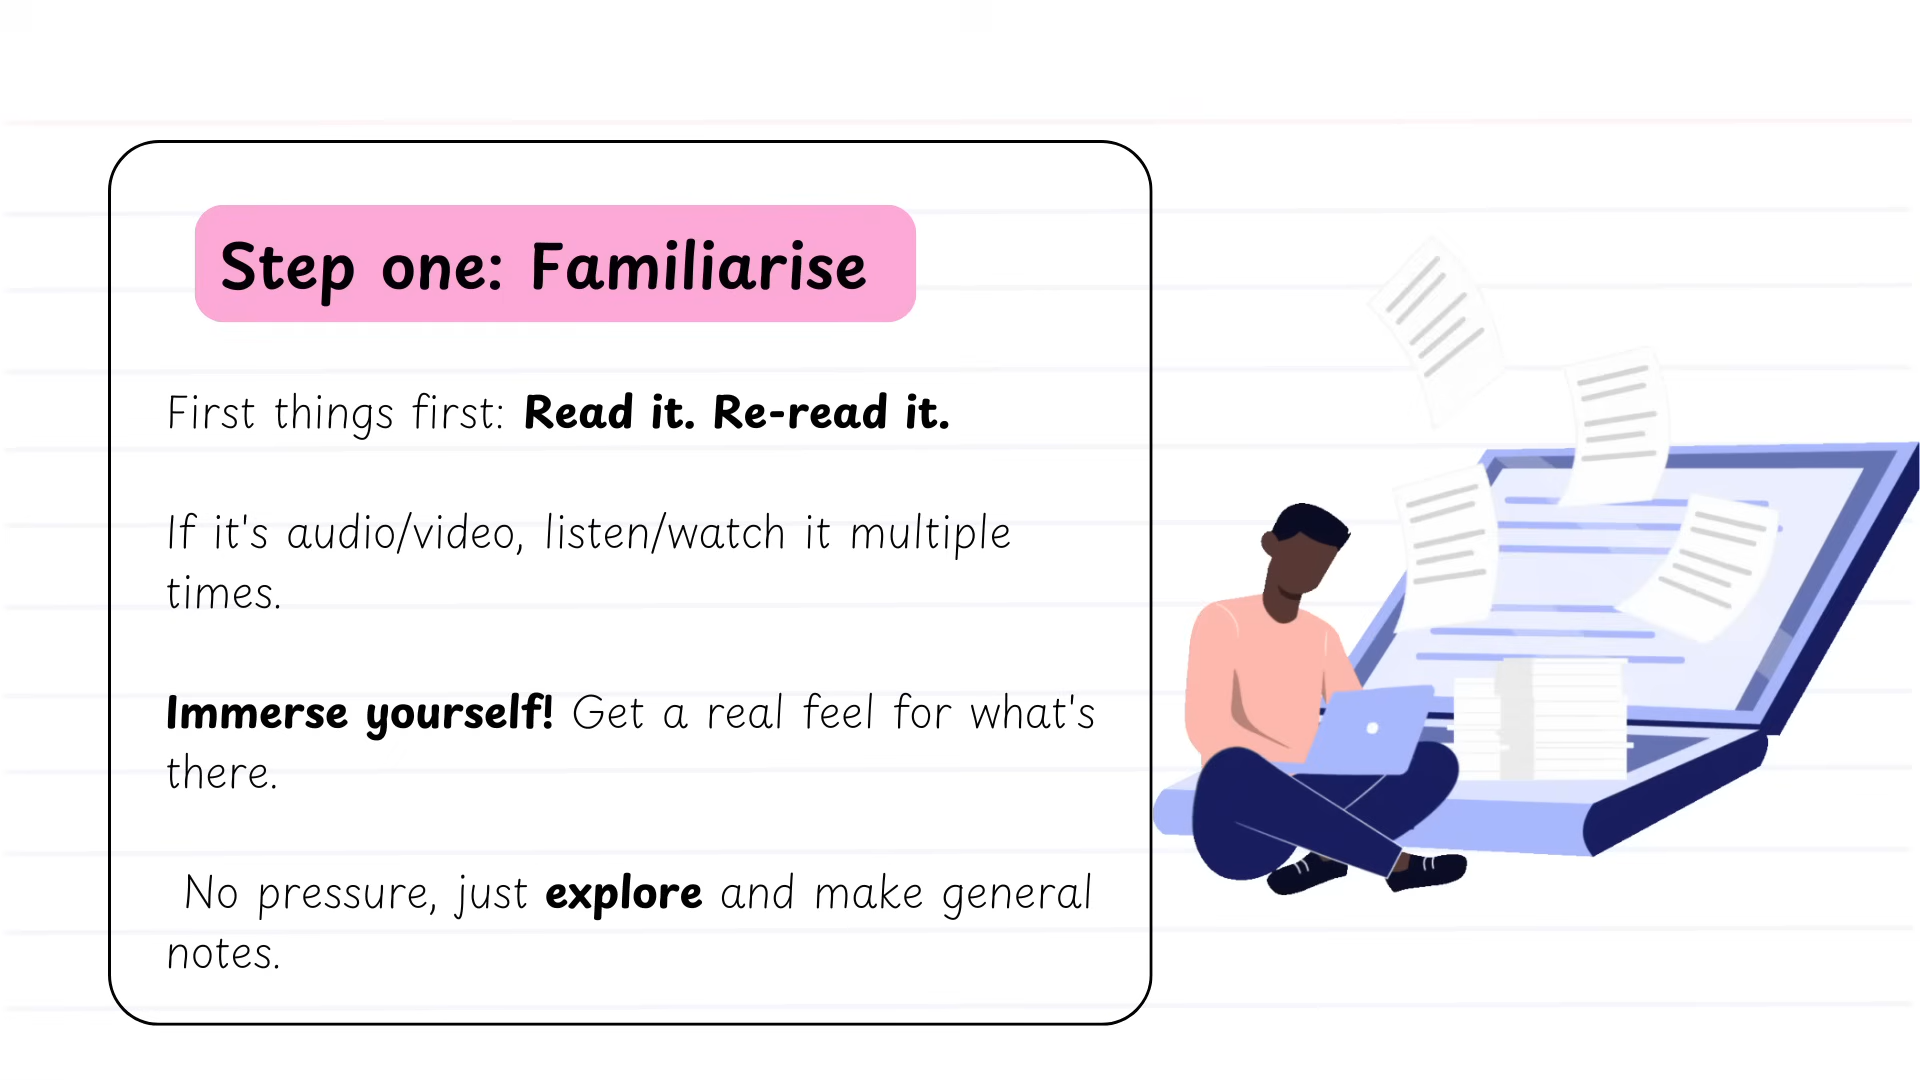 Step one: Familiarise
First things first: Read it. Re-read it.
If it's audio/video, listen/watch it multiple
times.
Immerse yourself! Get a real feel for what's
there.
No pressure, just explore and make general
notes.